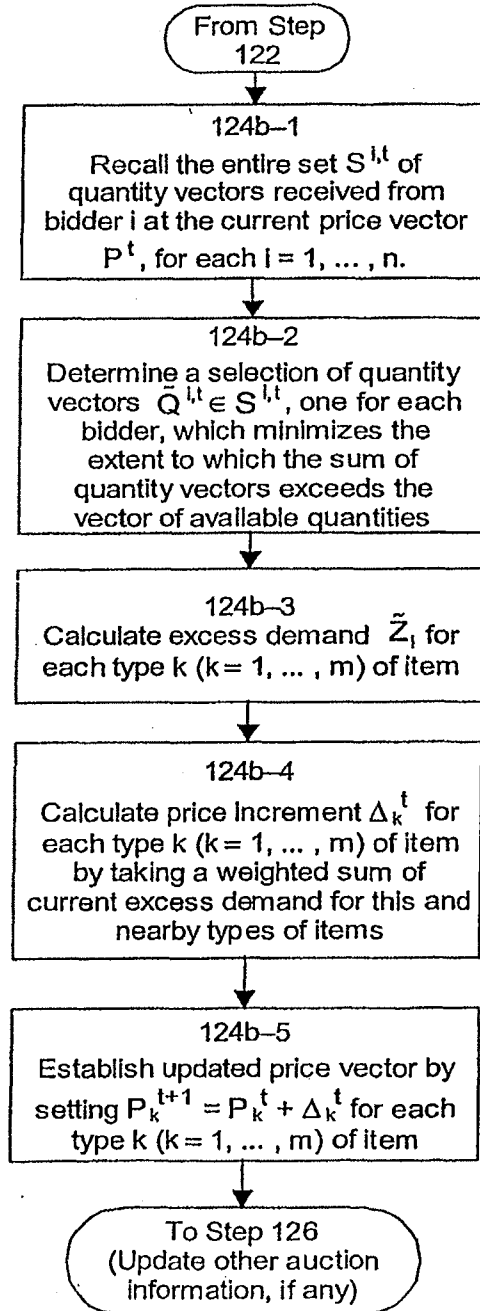 From Step
122
124b–1
Recall the entire set S^{i,t} of
quantity vectors received from
bidder i at the current price vector
P^t, for each i = 1, ... , n.
124b–2
Determine a selection of quantity
vectors Q̃^{i,t} ∈ S^{i,t}, one for each
bidder, which minimizes the
extent to which the sum of
quantity vectors exceeds the
vector of available quantities
124b–3
Calculate excess demand Z̃_i for
each type k (k = 1, ... , m) of item
124b–4
Calculate price increment Δ_k^t for
each type k (k = 1, ... , m) of item
by taking a weighted sum of
current excess demand for this and
nearby types of items
124b–5
Establish updated price vector by
setting P_k^{t+1} = P_k^t + Δ_k^t for each
type k (k = 1, ... , m) of item
To Step 126
(Update other auction
information, if any)